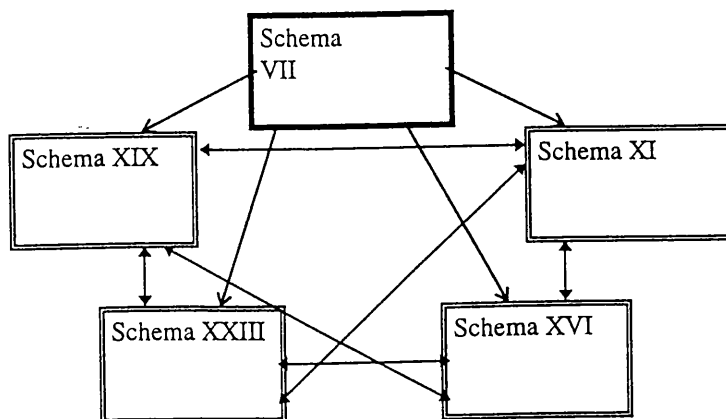 Schema
VII
Schema XIX
Schema XI
Schema XXIII
Schema XVI